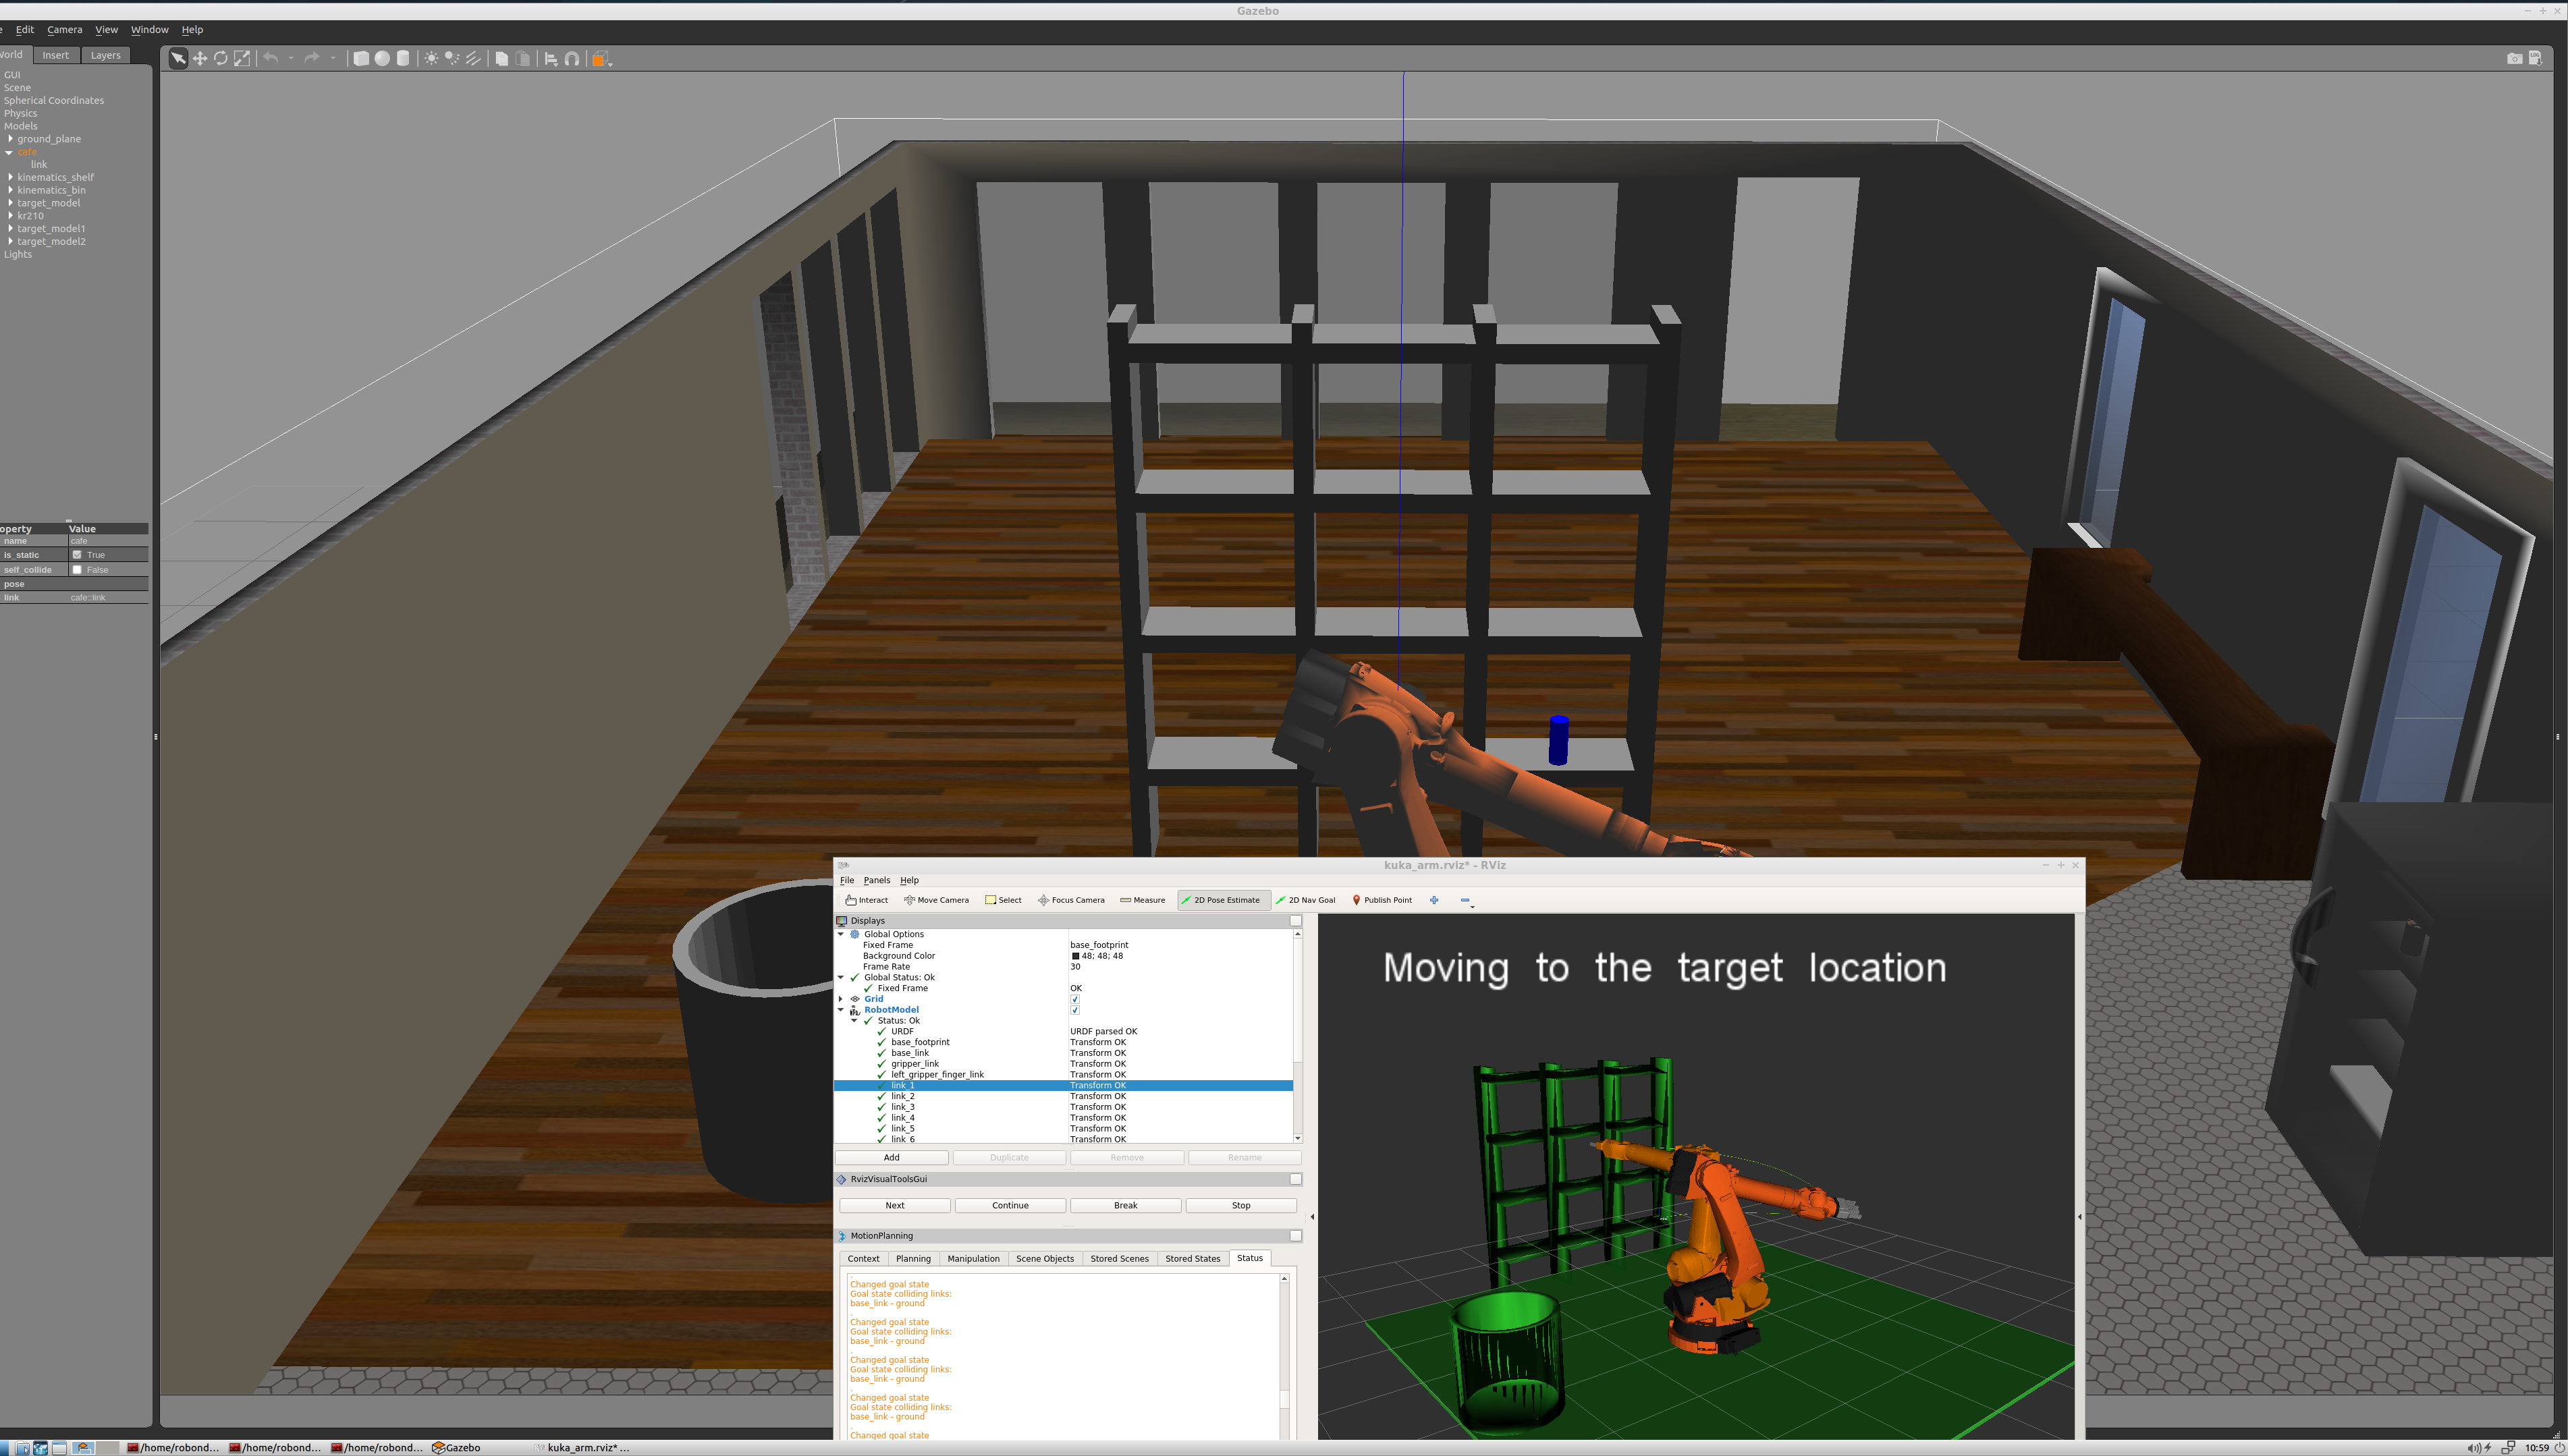 Gazebo
Edit Camera View Window Help
World Insert Layers
GUI
Scene
Spherical Coordinates
Physics
Models
ground_plane
cafe
link
kinematics_shelf
kinematics_bin
target_model
kr210
target_model1
target_model2
Lights
operty Value
name cafe
is_static True
self_collide False
pose
link cafe::link
kuka_arm.rviz* - RViz
File Panels Help
Interact Move Camera Select Focus Camera Measure 2D Pose Estimate 2D Nav Goal Publish Point
Displays
Global Options
Fixed Frame base_footprint
Background Color 48; 48; 48
Frame Rate 30
Global Status: Ok
Fixed Frame OK
Grid
RobotModel
Status: Ok
URDF URDF parsed OK
base_footprint Transform OK
base_link Transform OK
gripper_link Transform OK
left_gripper_finger_link Transform OK
link_1 Transform OK
link_2 Transform OK
link_3 Transform OK
link_4 Transform OK
link_5 Transform OK
link_6 Transform OK
Add Duplicate Remove Rename
RvizVisualToolsGui
Next Continue Break Stop
MotionPlanning
Context Planning Manipulation Scene Objects Stored Scenes Stored States Status
Changed goal state
Goal state colliding links:
base_link - ground
.
Changed goal state
Goal state colliding links:
base_link - ground
.
Changed goal state
Goal state colliding links:
base_link - ground
.
Changed goal state
Goal state colliding links:
base_link - ground
.
Changed goal state
Moving to the target location
/home/robond... /home/robond... /home/robond... Gazebo kuka_arm.rviz* ... 10:59